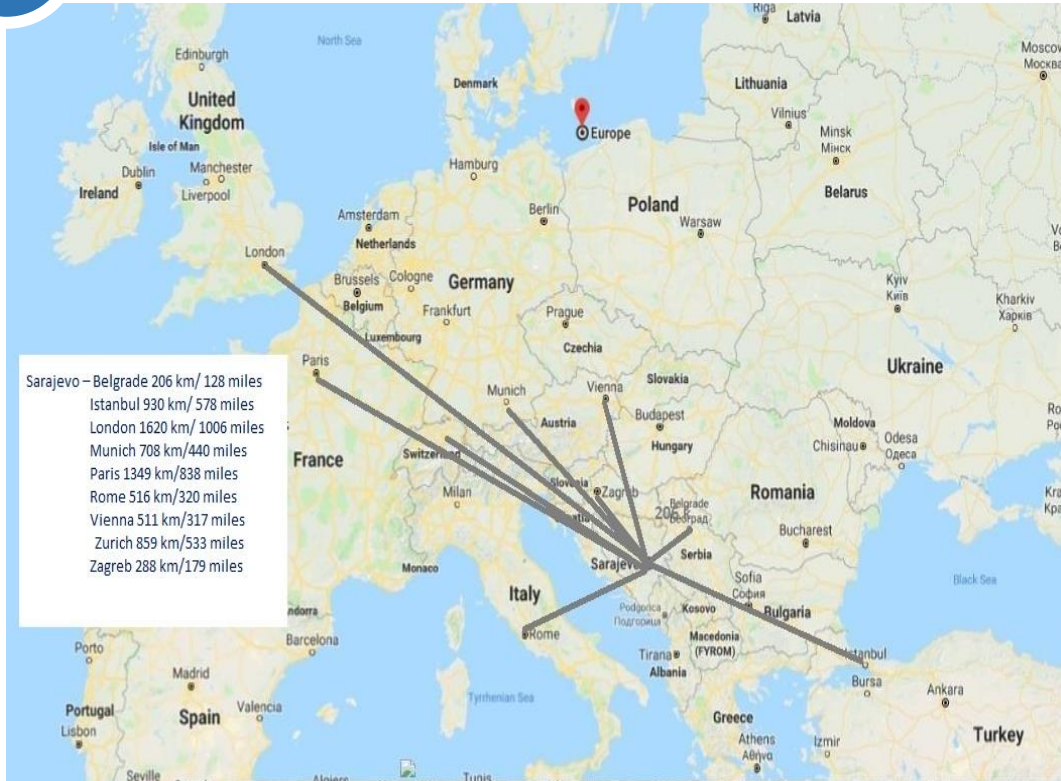 Riga
Latvia
Moscow
Москва
North Sea
Edinburgh
Denmark
Lithuania
United
Kingdom
Vilnius
Europe
Minsk
Мінск
Isle of Man
Dublin
Manchester
Hamburg
Ireland
Liverpool
Belarus
Poland
Berlin
Amsterdam
Warsaw
London
Netherlands
Brussels
Cologne
Germany
Kyiv
Київ
Belgium
Kharkiv
Харків
Frankfurt
Prague
Luxembourg
Czechia
Paris
Ukraine
Slovakia
Munich
Vienna
Sarajevo – Belgrade 206 km/ 128 miles
Istanbul 930 km/ 578 miles
London 1620 km/ 1006 miles
Munich 708 km/440 miles
Paris 1349 km/838 miles
Rome 516 km/320 miles
Vienna 511 km/317 miles
Zurich 859 km/533 miles
Zagreb 288 km/179 miles
Budapest
Austria
Moldova
Hungary
Chisinau
Odesa
Одеса
France
Switzerland
Slovenia
Zagreb
Romania
Milan
Belgrade
Београд
206 k
Croatia
Bucharest
Serbia
Sarajevo
Monaco
Sofia
София
Black Sea
Italy
Andorra
Podgorica
Подгорица
Kosovo
Bulgaria
Rome
Macedonia
(FYROM)
Porto
Barcelona
Tirana
Istanbul
Albania
Madrid
Bursa
Ankara
Tyrrhenian Sea
Portugal
Spain
Valencia
Greece
Lisbon
Turkey
Athens
Αθήνα
Izmir
Seville
Algiers
Tunis